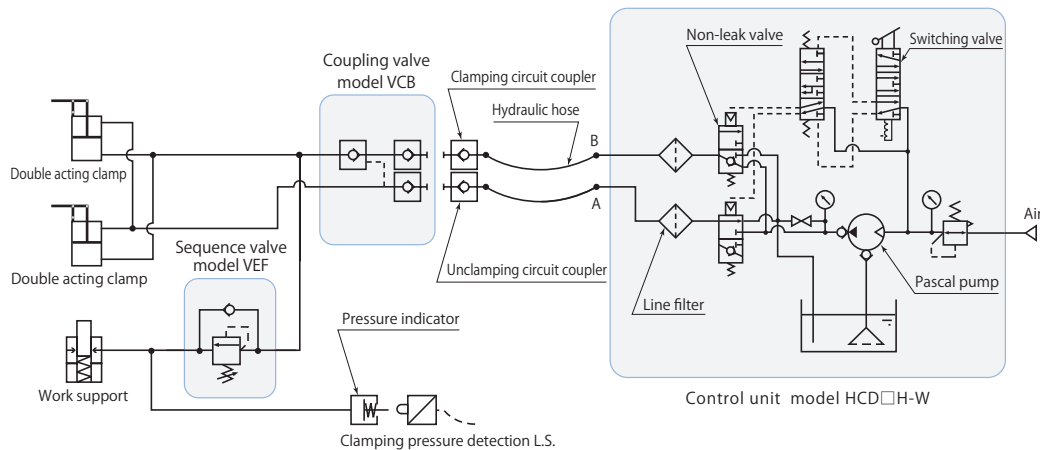 Non-leak valve
Switching valve
Coupling valve
model VCB
Clamping circuit coupler
Hydraulic hose
B
Double acting clamp
A
Air
Sequence valve
model VEF
Double acting clamp
Unclamping circuit coupler
Line filter
Pascal pump
Pressure indicator
Work support
Control unit model HCD□H-W
Clamping pressure detection L.S.